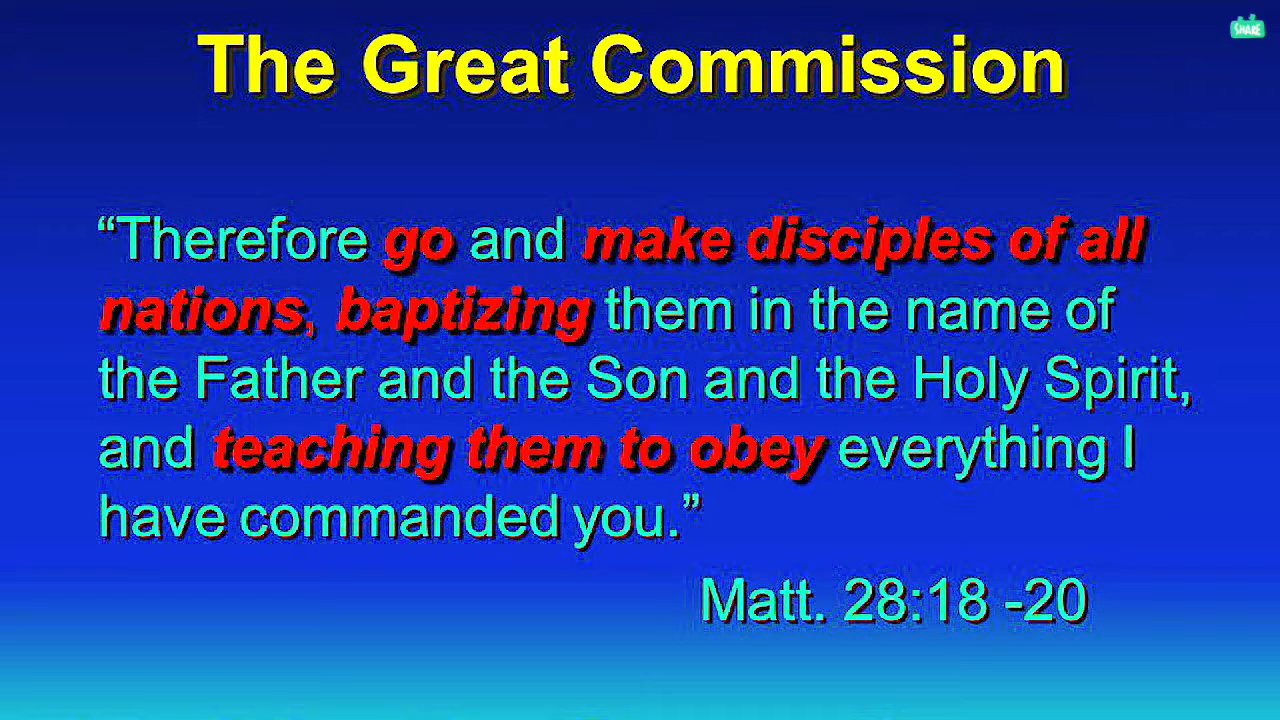 SHARE
The Great Commission
“Therefore go and make disciples of all
nations, baptizing them in the name of
the Father and the Son and the Holy Spirit,
and teaching them to obey everything I
have commanded you.”
Matt. 28:18 -20